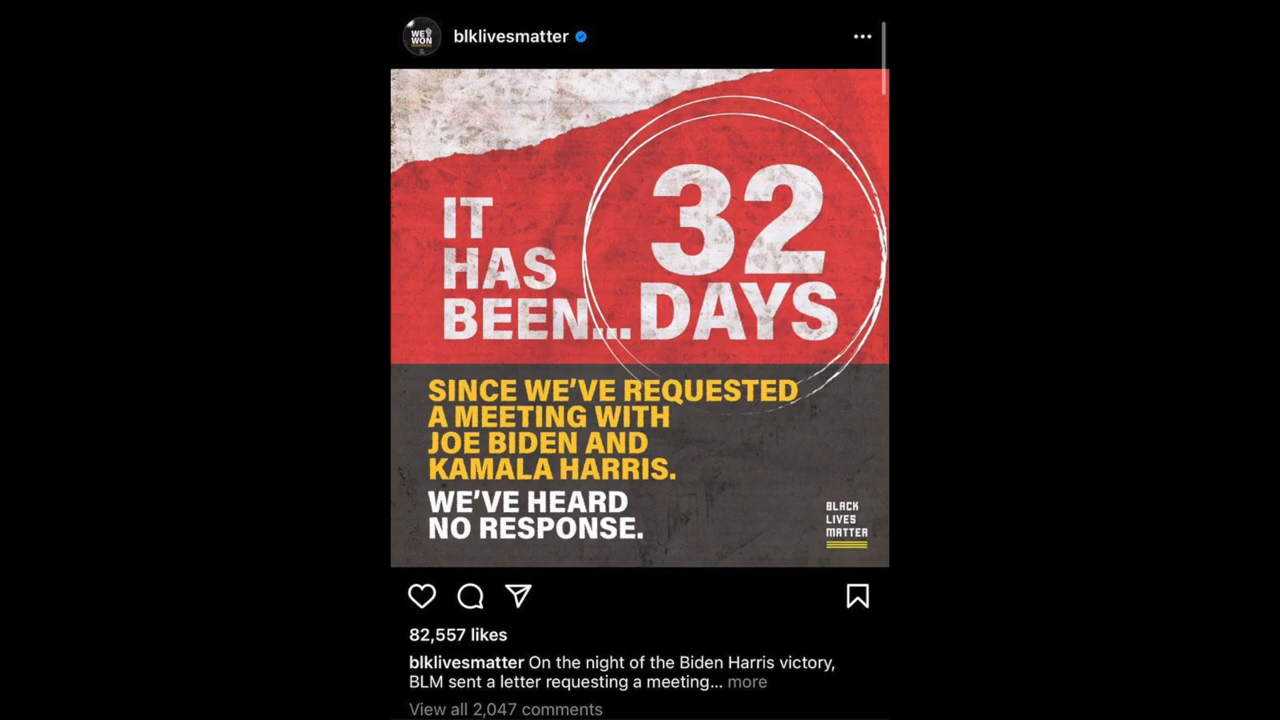 WE WON
blklivesmatter
IT
HAS
BEEN...
32
DAYS
SINCE WE'VE REQUESTED
A MEETING WITH
JOE BIDEN AND
KAMALA HARRIS.
WE'VE HEARD
NO RESPONSE.
BLACK
LIVES
MATTER
82,557 likes
blklivesmatter On the night of the Biden Harris victory,
BLM sent a letter requesting a meeting... more
View all 2,047 comments